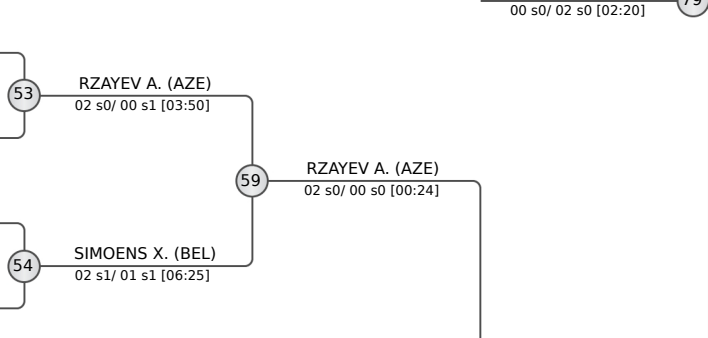 00 s0/ 02 s0 [02:20]
RZAYEV A. (AZE)
53
02 s0/ 00 s1 [03:50]
RZAYEV A. (AZE)
59
02 s0/ 00 s0 [00:24]
SIMOENS X. (BEL)
54
02 s1/ 01 s1 [06:25]